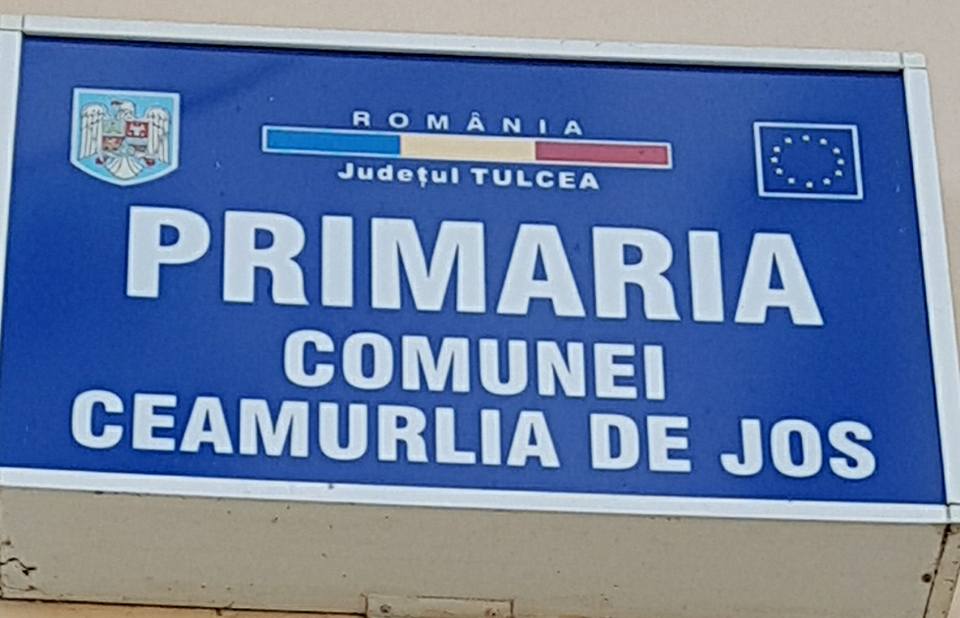 ROMÂNIA
Județul TULCEA
PRIMARIA
COMUNEI
CEAMURLIA DE JOS